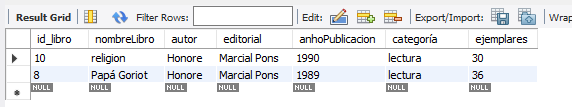 Result Grid Filter Rows: Edit: Export/Import: Wrap
id_libro nombreLibro autor editorial anhoPublicacion categoría ejemplares
10 religion Honore Marcial Pons 1990 lectura 30
8 Papá Goriot Honore Marcial Pons 1989 lectura 36
NULL NULL NULL NULL NULL NULL NULL